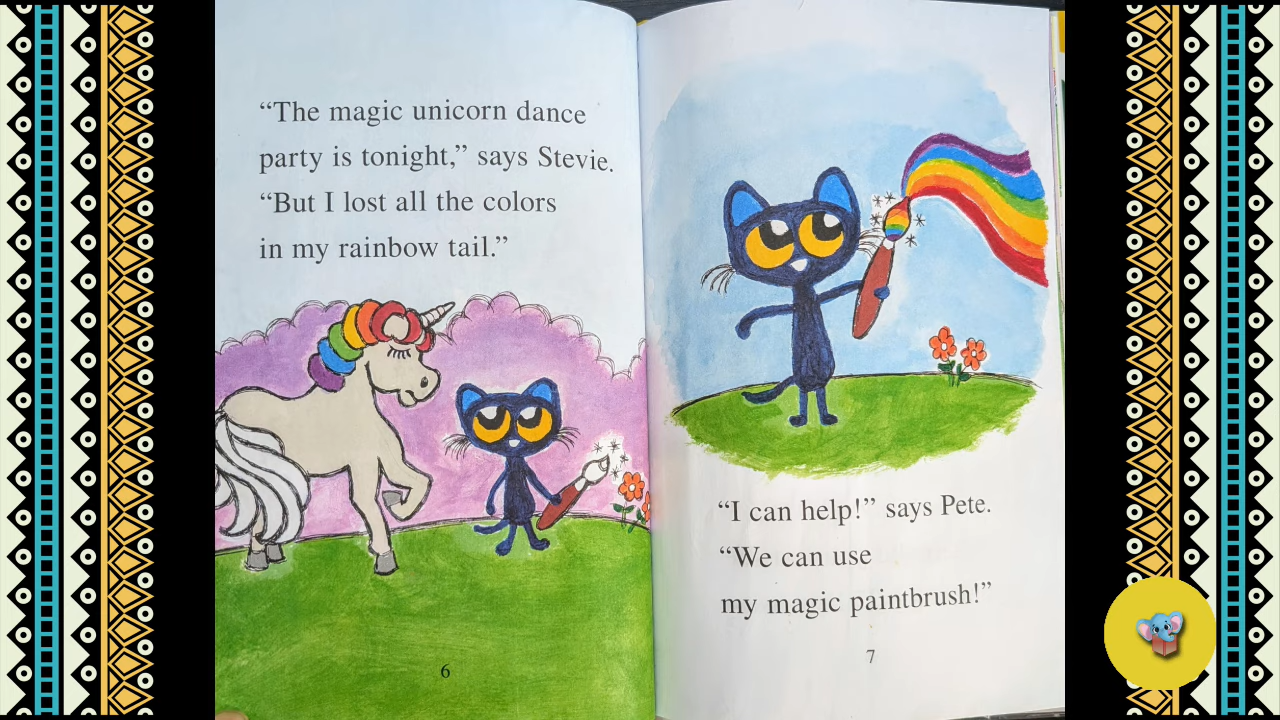 “The magic unicorn dance
party is tonight,” says Stevie.
“But I lost all the colors
in my rainbow tail.”
6
“I can help!” says Pete.
“We can use
my magic paintbrush!”
7